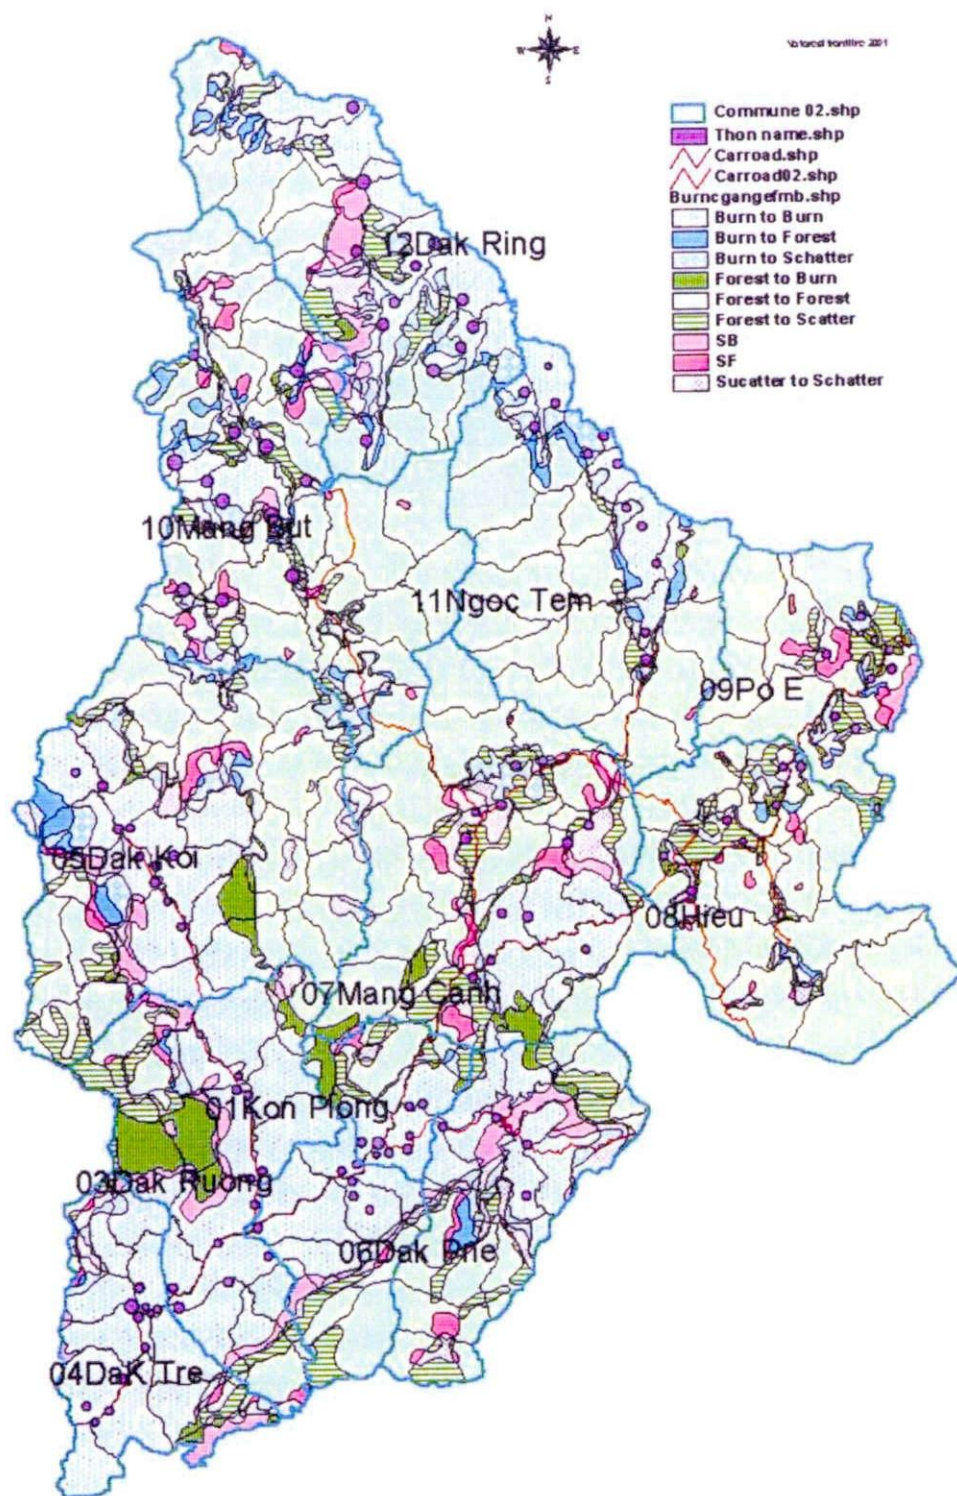 N
W E
S
Commune 02.shp
Thon name.shp
Carroad.shp
Carroad02.shp
Burncgangefmb.shp
Burn to Burn
Burn to Forest
Burn to Schatter
Forest to Burn
Forest to Forest
Forest to Scatter
SB
SF
Sucatter to Schatter
12Dak Ring
10Mang But
11Ngoc Tem
09Po E
05Dak Koi
08Hieu
07Mang Canh
01Kon Plong
03Dak Ruong
06Dak Pne
04DaK Tre